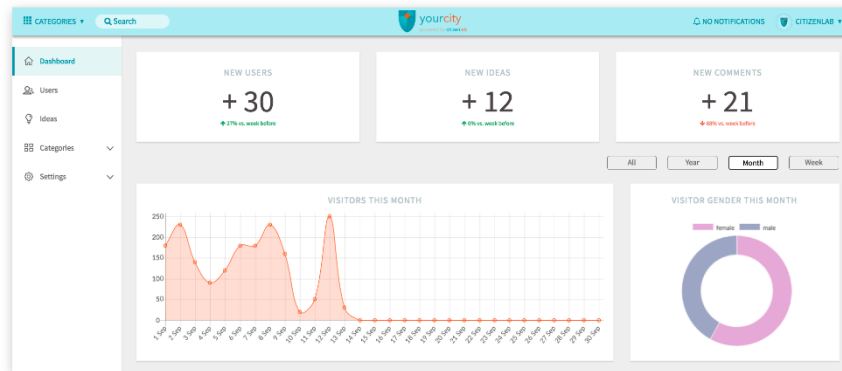 CATEGORIES ▼
Search
yourcity
powered by citizenlab
NO NOTIFICATIONS
CITIZENLAB ▼
Dashboard
Users
Ideas
Categories
Settings
NEW USERS
+ 30
27% vs. week before
NEW IDEAS
+ 12
0% vs. week before
NEW COMMENTS
+ 21
All
Year
Month
Week
VISITORS THIS MONTH
250
200
150
100
50
0
1 Sep
2 Sep
3 Sep
4 Sep
5 Sep
6 Sep
7 Sep
8 Sep
9 Sep
10 Sep
11 Sep
12 Sep
13 Sep
14 Sep
15 Sep
16 Sep
17 Sep
18 Sep
19 Sep
20 Sep
21 Sep
22 Sep
23 Sep
24 Sep
25 Sep
26 Sep
27 Sep
28 Sep
29 Sep
30 Sep
VISITOR GENDER THIS MONTH
female
male